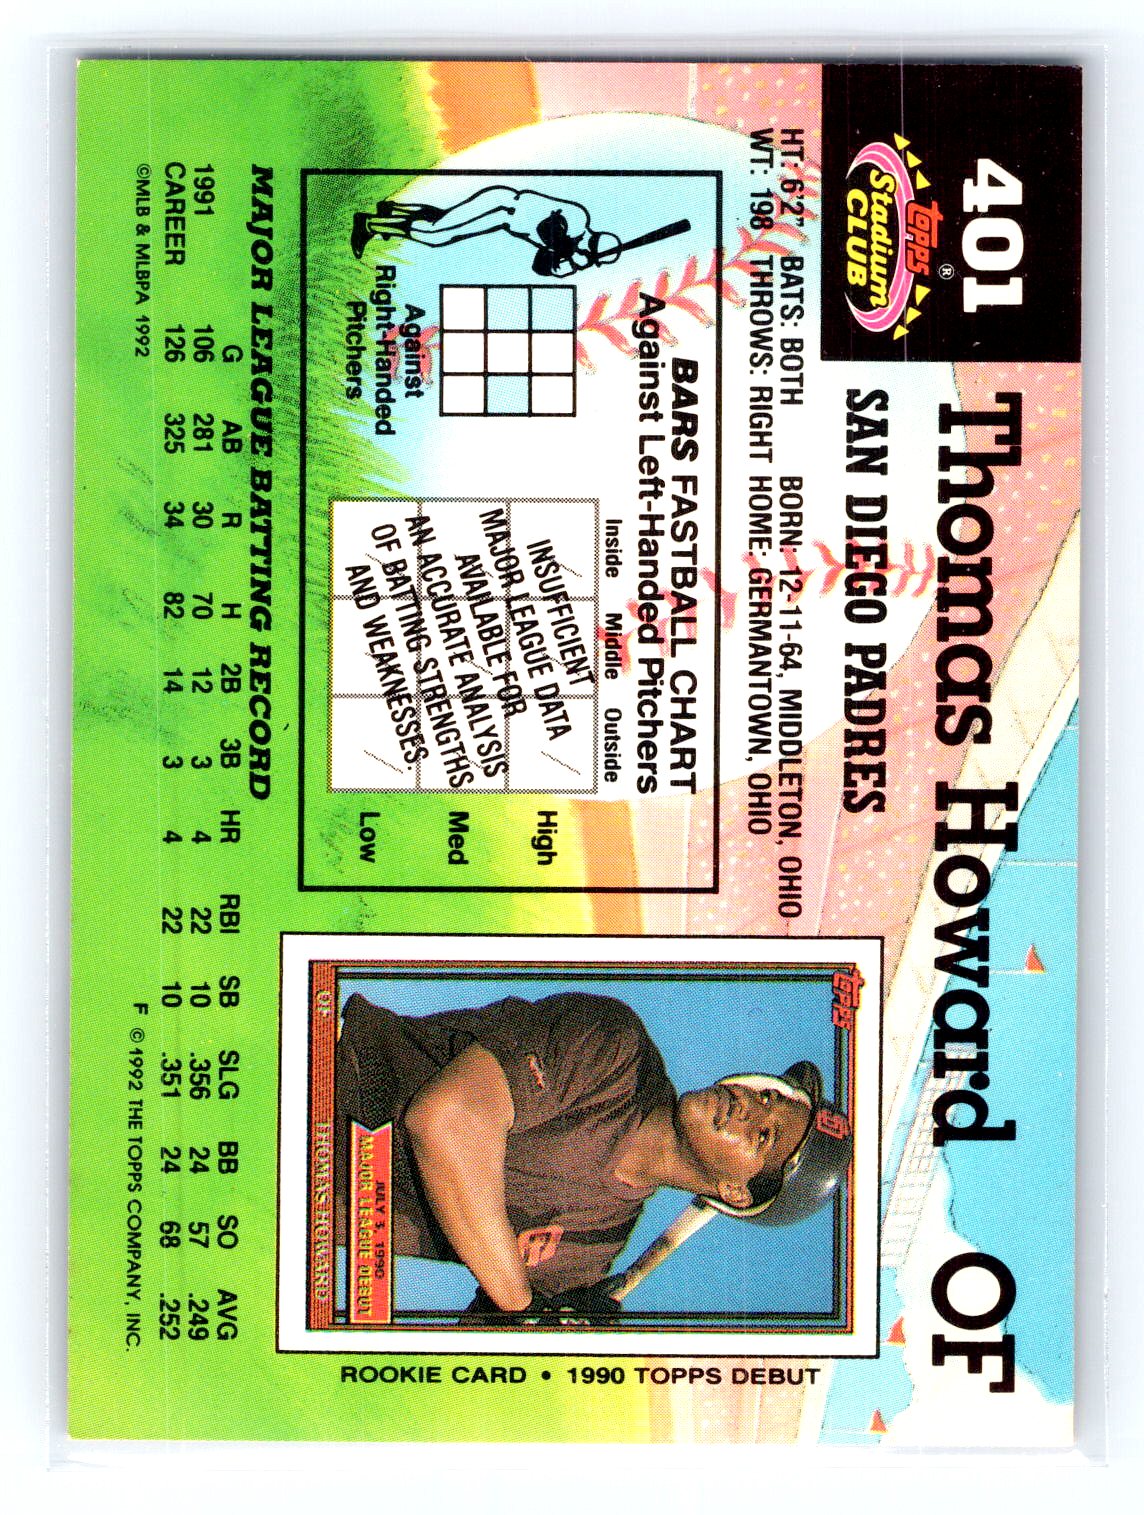 401
Thomas Howard OF
TOPPS ®
Stadium
CLUB
SAN DIEGO PADRES
HT: 6'2" BATS: BOTH BORN: 12-11-64, MIDDLETON, OHIO
WT: 198 THROWS: RIGHT HOME: GERMANTOWN, OHIO
BARS FASTBALL CHART
Against Left-Handed Pitchers
Inside Middle Outside
High
Med
Low
INSUFFICIENT
MAJOR LEAGUE DATA
AVAILABLE FOR
AN ACCURATE ANALYSIS
OF BATTING STRENGTHS
AND WEAKNESSES.
Against
Right-Handed
Pitchers
TOPPS
JULY 3, 1990
MAJOR LEAGUE DEBUT
OF THOMAS HOWARD
ROOKIE CARD • 1990 TOPPS DEBUT
MAJOR LEAGUE BATTING RECORD
G AB R H 2B 3B HR RBI SB SLG BB SO AVG
1991 106 281 30 70 12 3 4 22 10 .356 24 57 .249
CAREER 126 325 34 82 14 3 4 22 10 .351 24 68 .252
©MLB & MLBPA 1992 F ©1992 THE TOPPS COMPANY, INC.